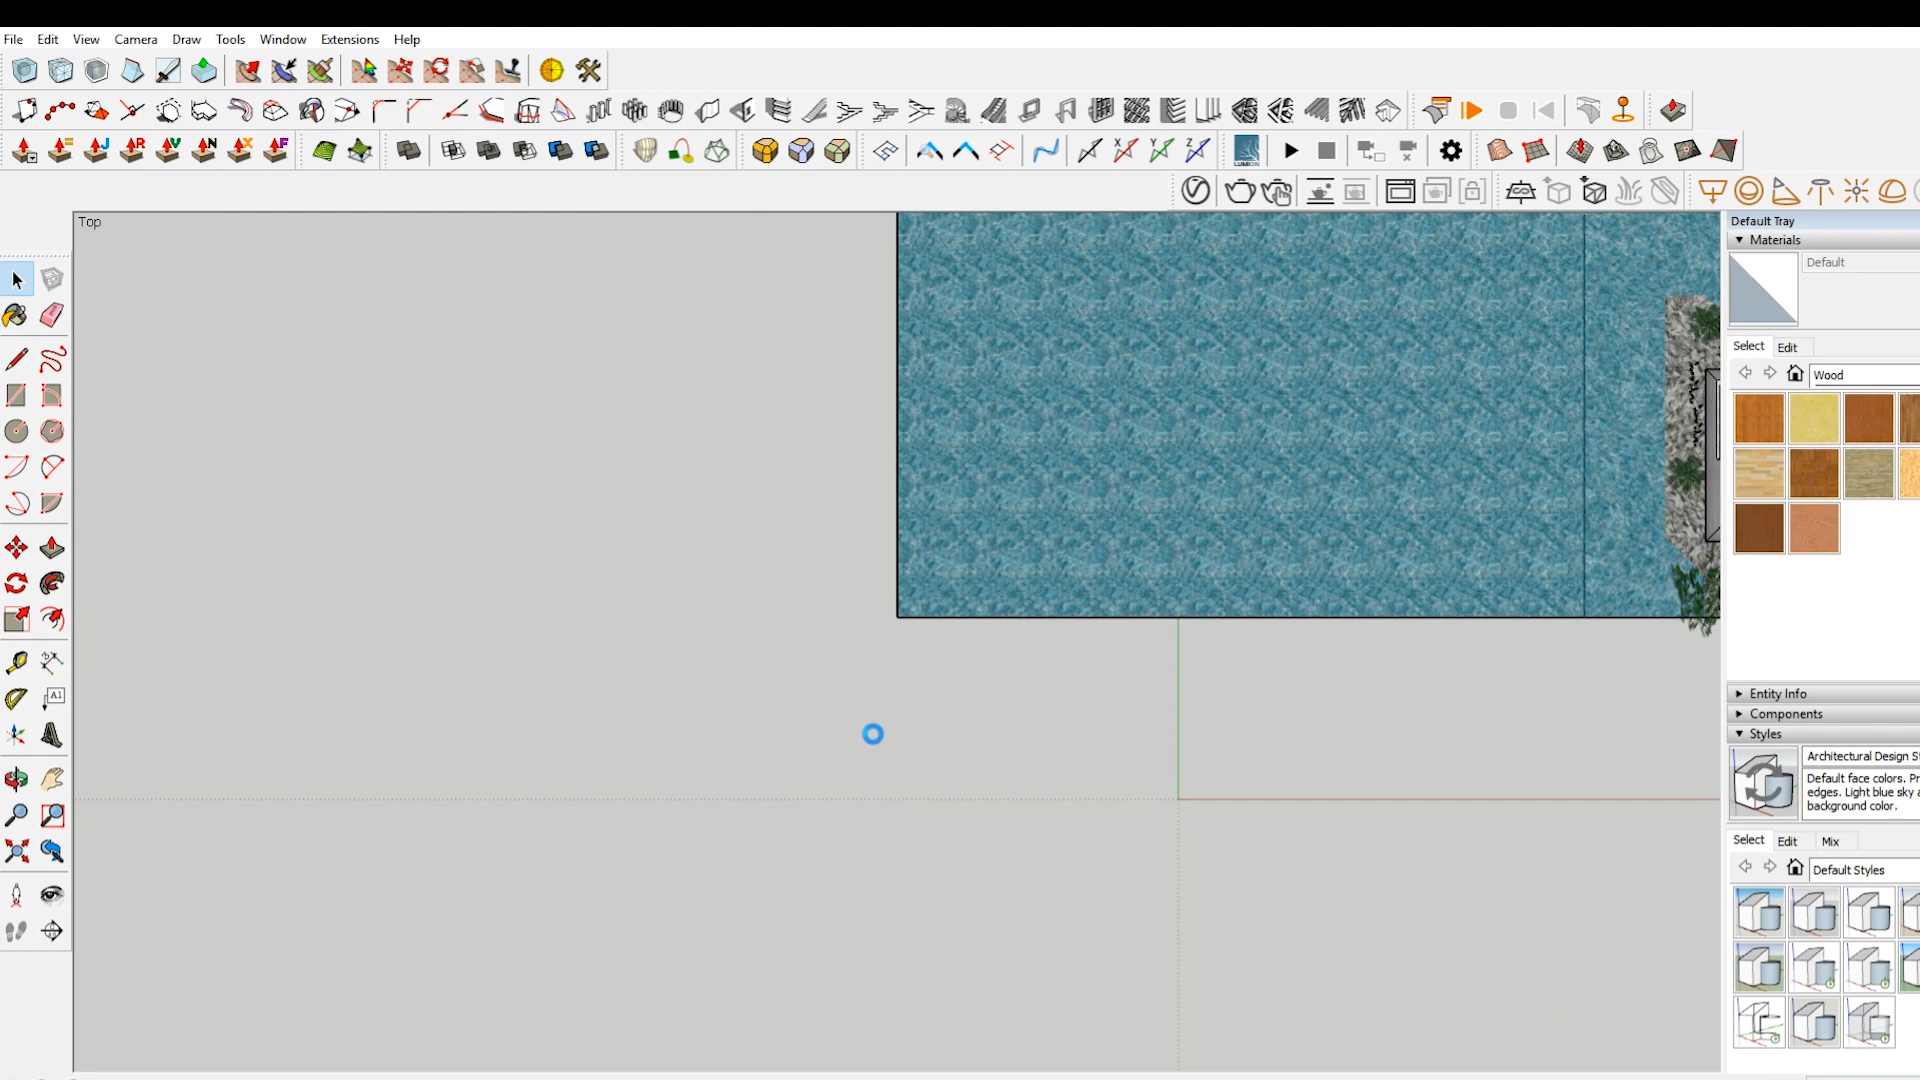 File Edit View Camera Draw Tools Window Extensions Help
= J R V N X F
X Y Z LUMION
Top
Default Tray
Materials
Default
Select Edit
Wood
A1
Entity Info
Components
Styles
Architectural Design S
Default face colors. Pr
edges. Light blue sky a
background color.
Select Edit Mix
Default Styles